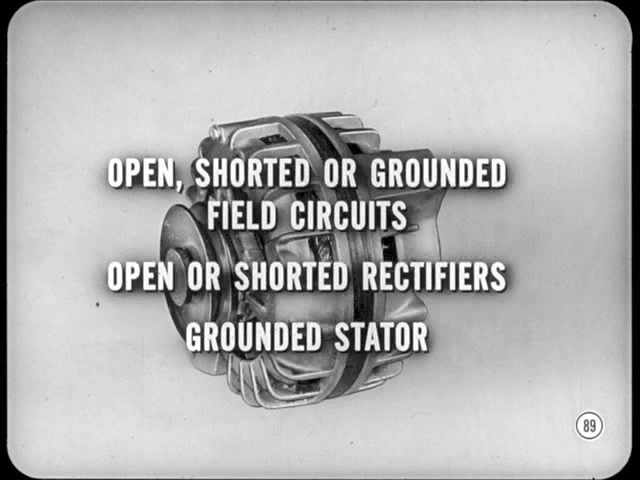 OPEN, SHORTED OR GROUNDED
FIELD CIRCUITS
OPEN OR SHORTED RECTIFIERS
GROUNDED STATOR
89